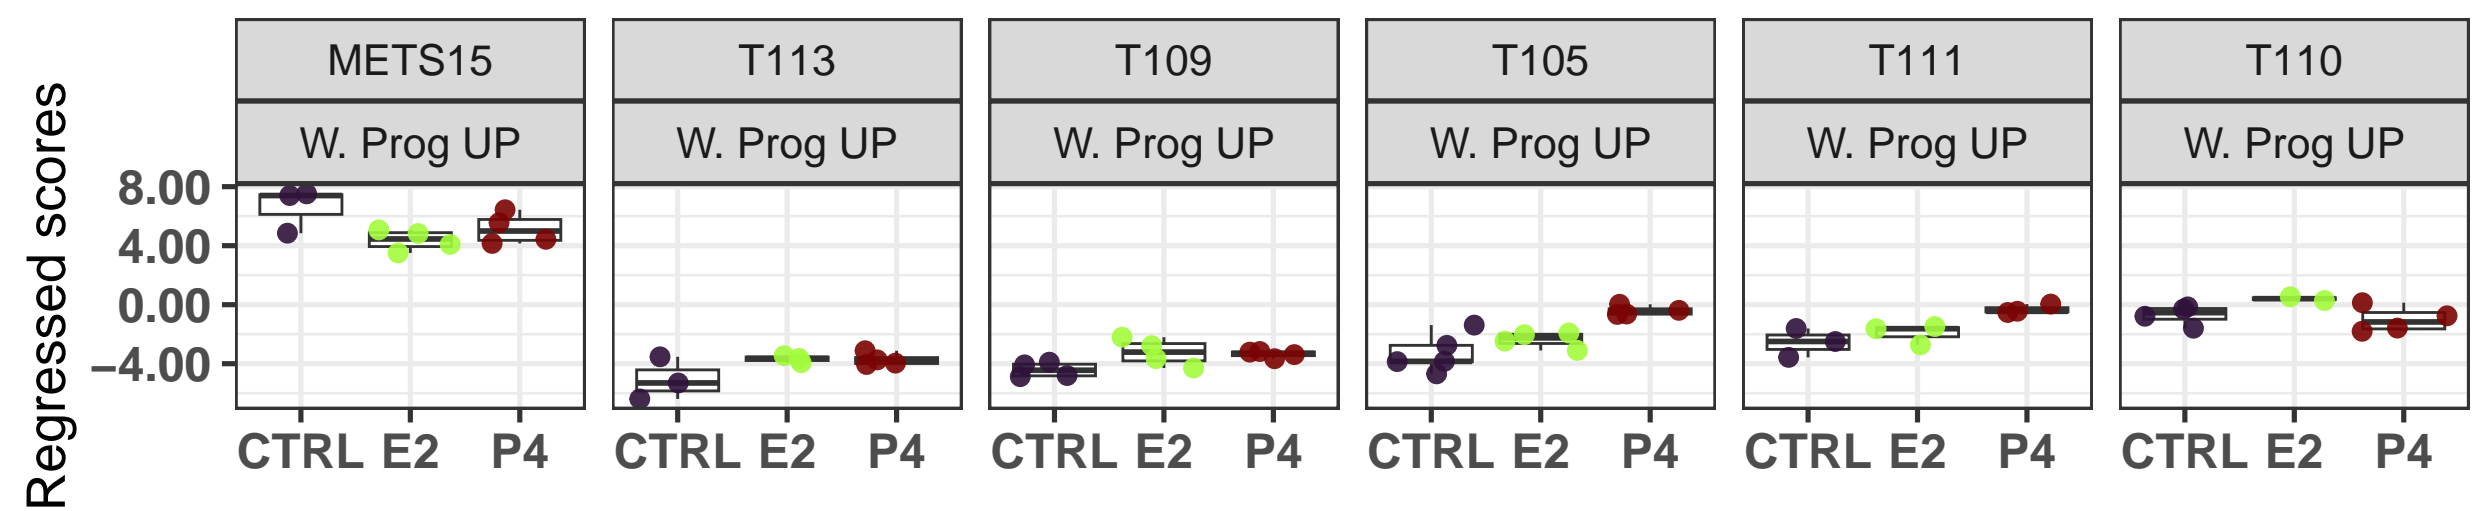 METS15 T113 T109 T105 T111 T110
W. Prog UP W. Prog UP W. Prog UP W. Prog UP W. Prog UP W. Prog UP
Regressed scores
8.00
4.00
0.00
−4.00
CTRL E2 P4 CTRL E2 P4 CTRL E2 P4 CTRL E2 P4 CTRL E2 P4 CTRL E2 P4